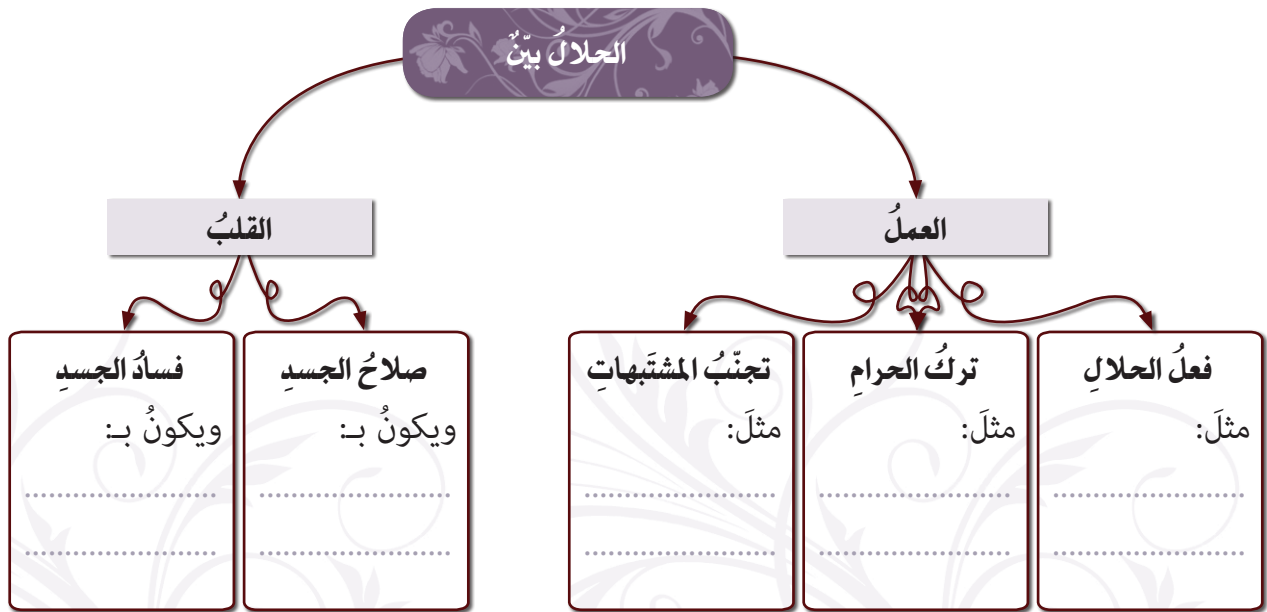 الحلالُ بيّنٌ
العملُ
القلبُ
فعلُ الحلالِ
مثلَ:
........................
........................
تركُ الحرامِ
مثلَ:
........................
........................
تجنّبُ المشتَبهاتِ
مثلَ:
........................
........................
صلاحُ الجسدِ
ويكونُ بـ:
........................
........................
فسادُ الجسدِ
ويكونُ بـ:
........................
........................